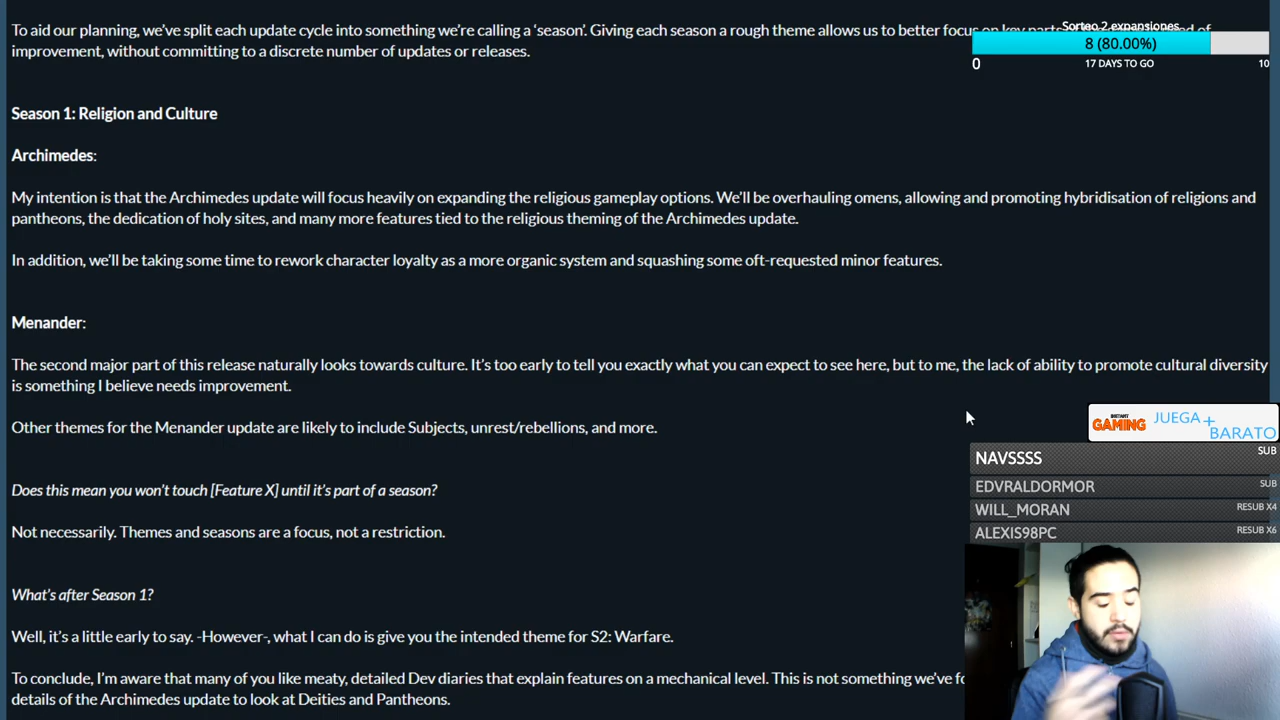 To aid our planning, we've split each update cycle into something we're calling a 'season'. Giving each season a rough theme allows us to better focus on key parts
improvement, without committing to a discrete number of updates or releases.
Sorteo 2 expansiones
8 (80.00%)
0 17 DAYS TO GO 10
Season 1: Religion and Culture
Archimedes:
My intention is that the Archimedes update will focus heavily on expanding the religious gameplay options. We'll be overhauling omens, allowing and promoting hybridisation of religions and
pantheons, the dedication of holy sites, and many more features tied to the religious theming of the Archimedes update.
In addition, we'll be taking some time to rework character loyalty as a more organic system and squashing some oft-requested minor features.
Menander:
The second major part of this release naturally looks towards culture. It's too early to tell you exactly what you can expect to see here, but to me, the lack of ability to promote cultural diversity
is something I believe needs improvement.
Other themes for the Menander update are likely to include Subjects, unrest/rebellions, and more.
INSTANT GAMING JUEGA+ BARATO
NAVSSSS SUB
EDVRALDORMOR SUB
WILL_MORAN RESUB X4
ALEXIS98PC RESUB X6
Does this mean you won't touch [Feature X] until it's part of a season?
Not necessarily. Themes and seasons are a focus, not a restriction.
What's after Season 1?
Well, it's a little early to say. -However-, what I can do is give you the intended theme for S2: Warfare.
To conclude, I'm aware that many of you like meaty, detailed Dev diaries that explain features on a mechanical level. This is not something we've fo
details of the Archimedes update to look at Deities and Pantheons.